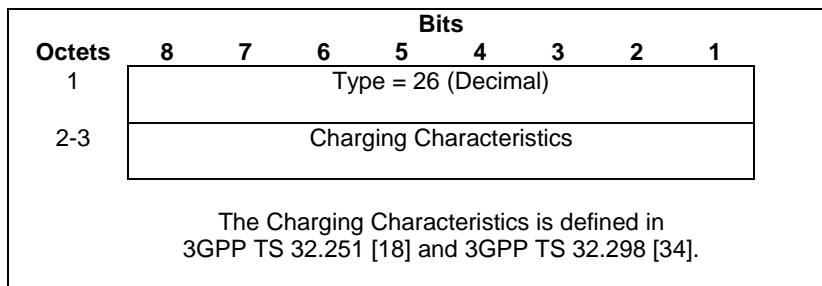 Bits
Octets 8 7 6 5 4 3 2 1
1 Type = 26 (Decimal)
2-3 Charging Characteristics
The Charging Characteristics is defined in
3GPP TS 32.251 [18] and 3GPP TS 32.298 [34].